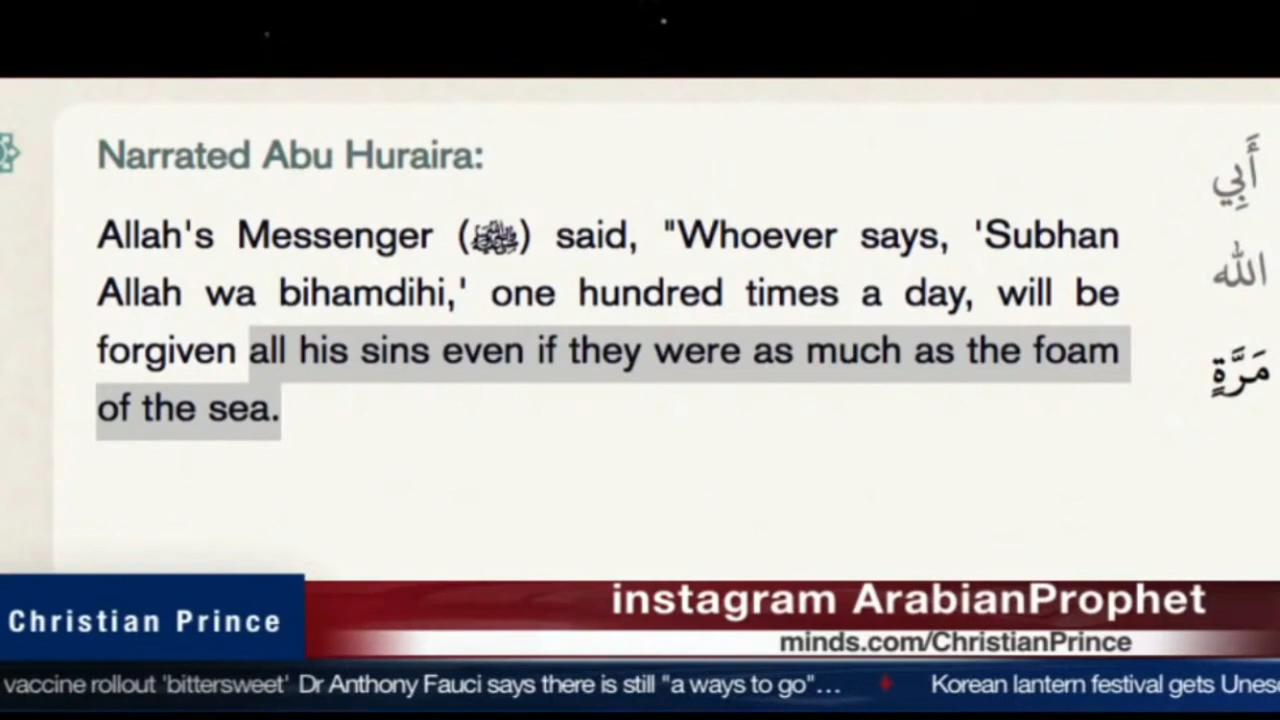 Narrated Abu Huraira:
Allah's Messenger (ﷺ) said, "Whoever says, 'Subhan
Allah wa bihamdihi,' one hundred times a day, will be
forgiven all his sins even if they were as much as the foam
of the sea.
أَبِي
الله
مَرَّةٍ
Christian Prince
instagram ArabianProphet
minds.com/ChristianPrince
vaccine rollout 'bittersweet' Dr Anthony Fauci says there is still "a ways to go"... ♦ Korean lantern festival gets Unesc